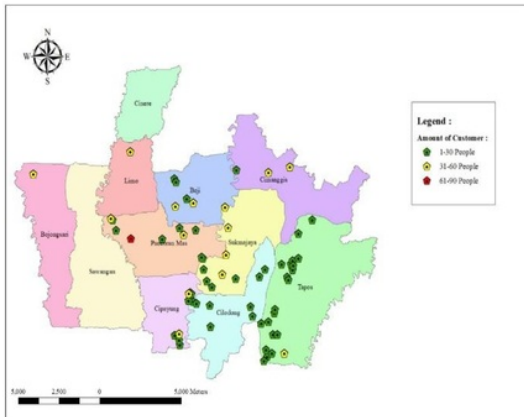 N
W E
S
Cinere
Limo
Beji
Cimanggis
Bojongsari
Sawangan
Pancoran Mas
Sukmajaya
Tapos
Cipayung
Cilodong
Legend :
Amount of Customer :
1-30 People
31-60 People
61-90 People
5,000 2,500 0 5,000 Meters